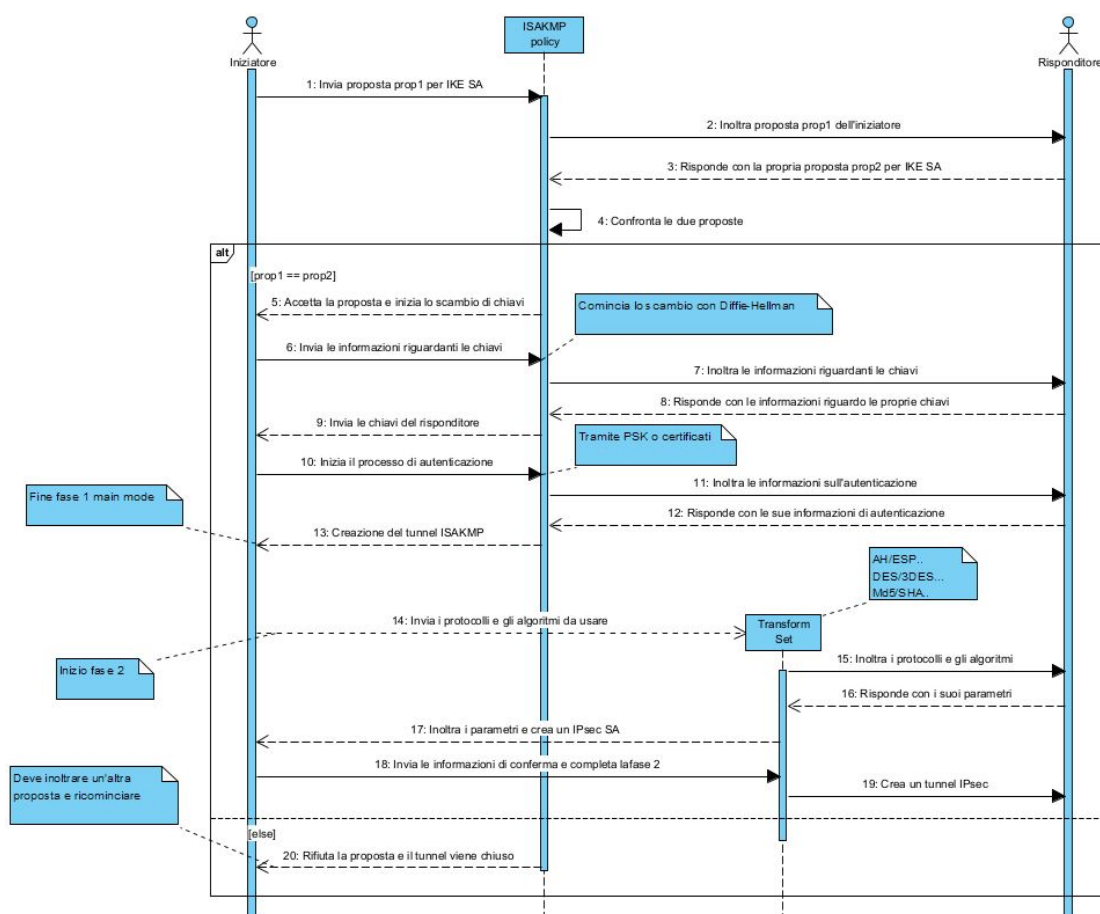 ISAKMP
policy
Iniziatore
Risponditore
1: Invia proposta prop1 per IKE SA
2: Inoltra proposta prop1 dell'iniziatore
3: Risponde con la propria proposta prop2 per IKE SA
4: Confronta le due proposte
alt
[prop1 == prop2]
5: Accetta la proposta e inizia lo scambio di chiavi
Comincia lo scambio con Diffie-Hellman
6: Invia le informazioni riguardanti le chiavi
7: Inoltra le informazioni riguardanti le chiavi
8: Risponde con le informazioni riguardo le proprie chiavi
9: Invia le chiavi del risponditore
Tramite PSK o certificati
10: Inizia il processo di autenticazione
11: Inoltra le informazioni sull'autenticazione
Fine fase 1 main mode
12: Risponde con le sue informazioni di autenticazione
13: Creazione del tunnel ISAKMP
AH/ESP..
DES/3DES...
Md5/SHA..
14: Invia i protocolli e gli algoritmi da usare
Transform
Set
Inizio fase 2
15: Inoltra i protocolli e gli algoritmi
16: Risponde con i suoi parametri
17: Inoltra i parametri e crea un IPsec SA
18: Invia le informazioni di conferma e completa lafase 2
Deve inoltrare un'altra
proposta e ricominciare
19: Crea un tunnel IPsec
[else]
20: Rifiuta la proposta e il tunnel viene chiuso